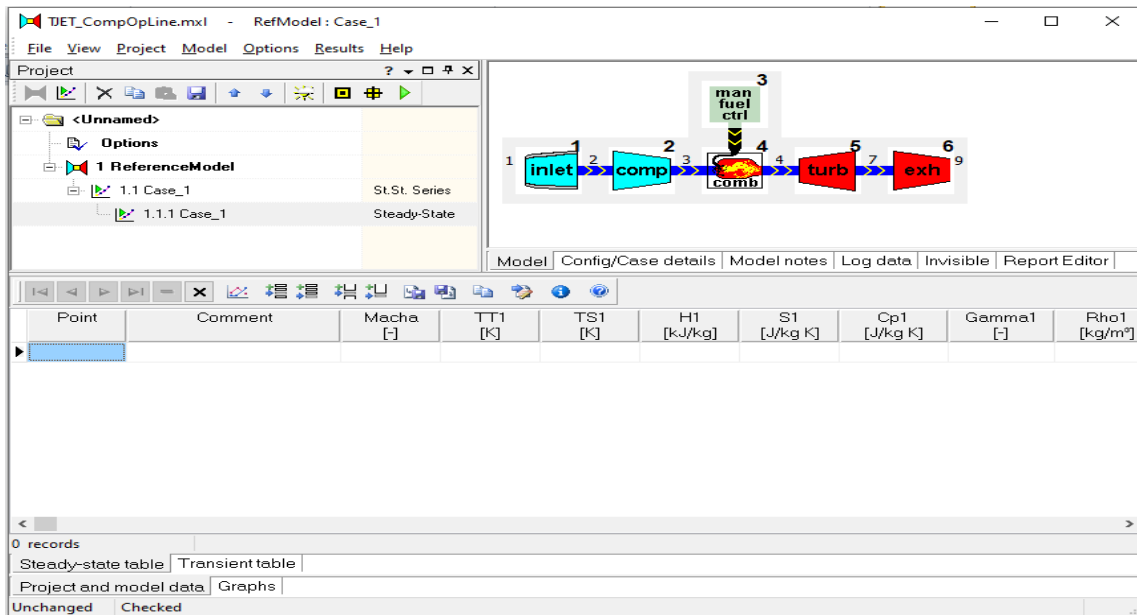 TJET_CompOpLine.mxl - RefModel : Case_1
File View Project Model Options Results Help
Project
<Unnamed>
Options
1 ReferenceModel
1.1 Case_1 St.St. Series
1.1.1 Case_1 Steady-State
man fuel ctrl 3
1 inlet 1 2 comp 2 3 comb 4 4 turb 5 7 exh 6 9
Model Config/Case details Model notes Log data Invisible Report Editor
Point Comment Macha TT1 TS1 H1 S1 Cp1 Gamma1 Rho1
[-] [K] [K] [kJ/kg] [J/kg K] [J/kg K] [-] [kg/m³]
0 records
Steady-state table Transient table
Project and model data Graphs
Unchanged Checked